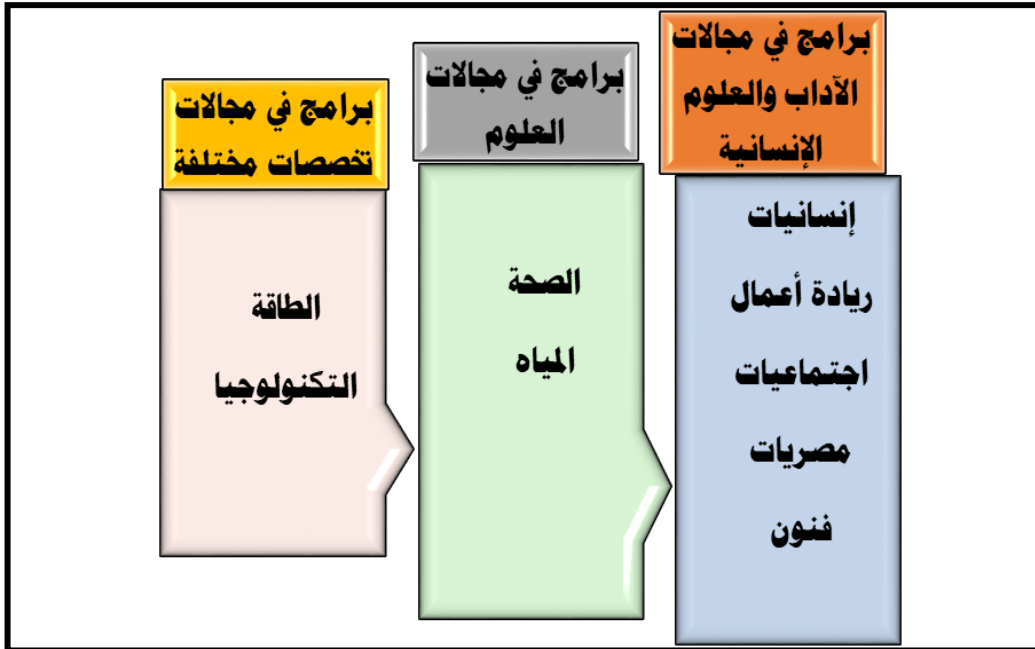 برامج في مجالات
الآداب والعلوم
الإنسانية
إنسانيات
ريادة أعمال
اجتماعيات
مصريات
فنون
برامج في مجالات
العلوم
الصحة
المياه
برامج في مجالات
تخصصات مختلفة
الطاقة
التكنولوجيا